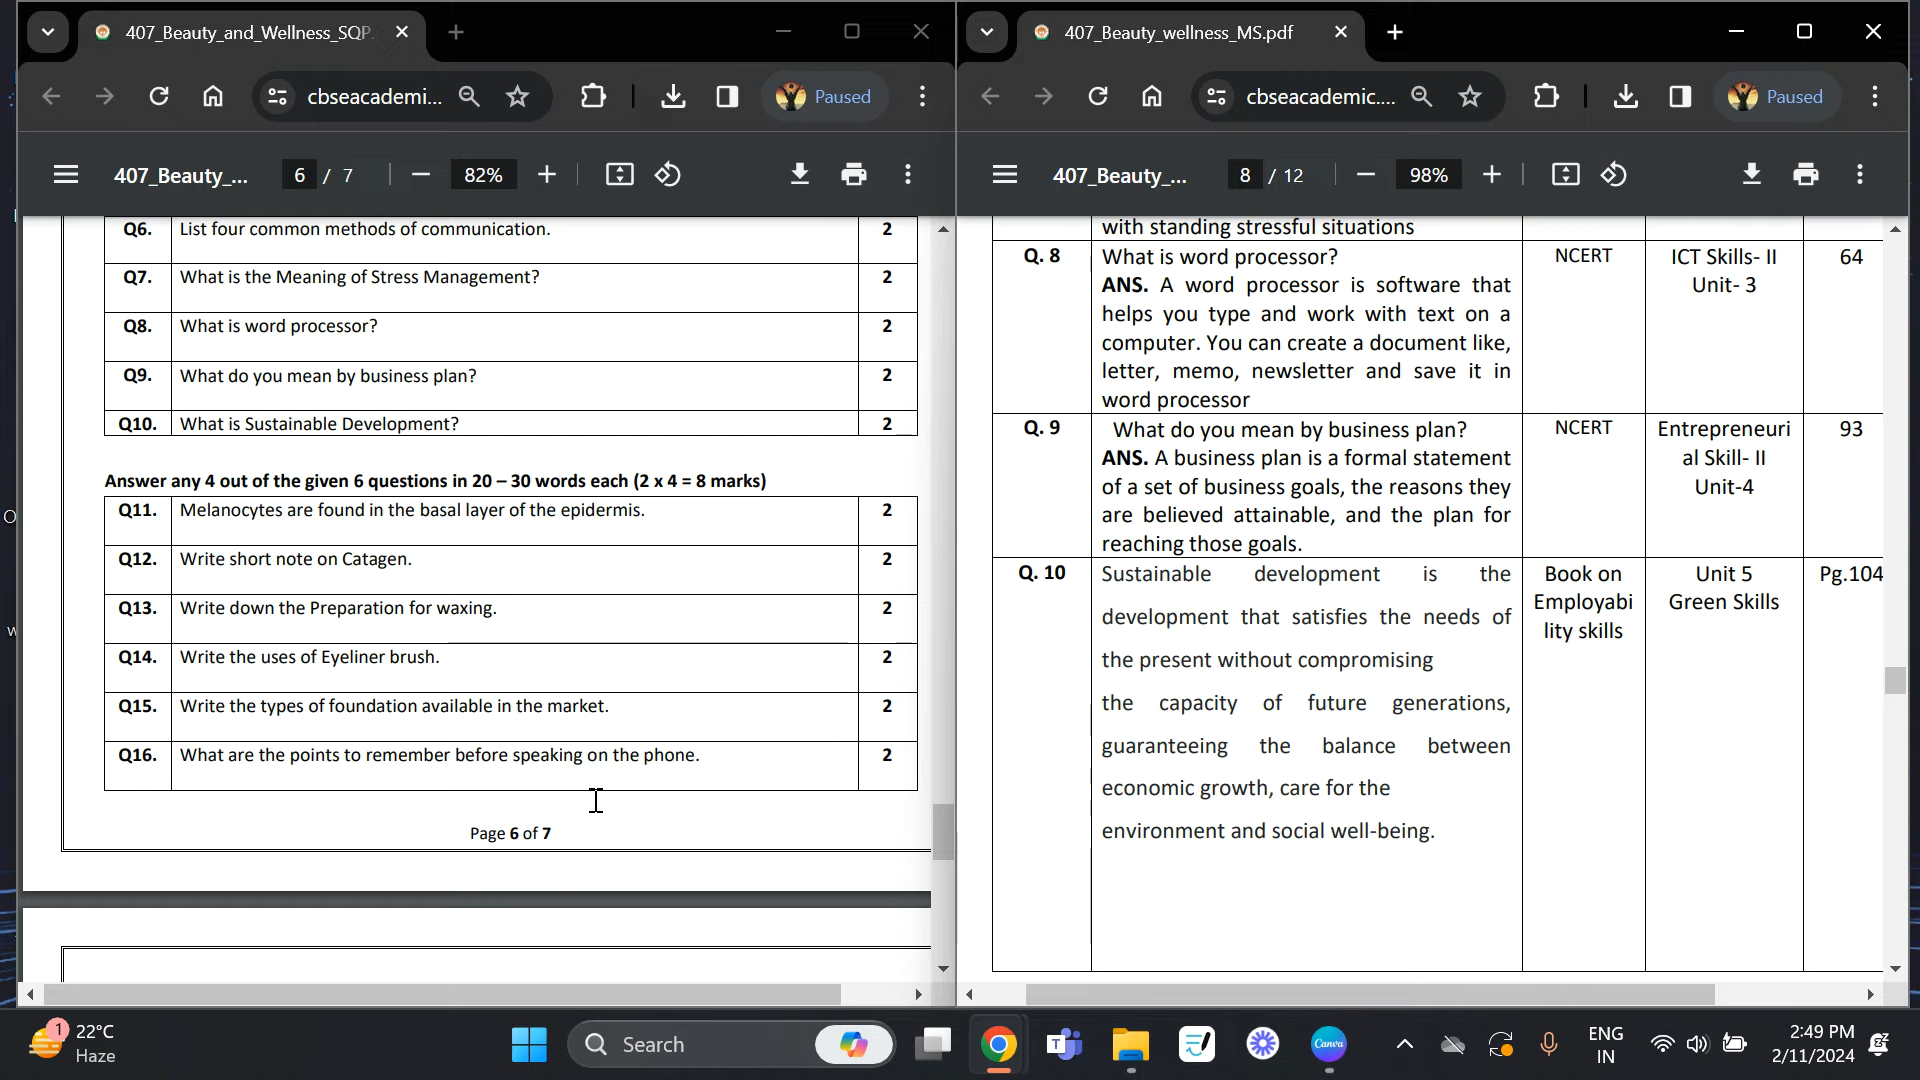 407_Beauty_and_Wellness_SQP
407_Beauty_wellness_MS.pdf
cbseacademi...
Paused
cbseacademic....
Paused
407_Beauty_...
6 / 7
82%
407_Beauty_...
8 / 12
98%
Q6. List four common methods of communication. 2
Q7. What is the Meaning of Stress Management? 2
Q8. What is word processor? 2
Q9. What do you mean by business plan? 2
Q10. What is Sustainable Development? 2
Answer any 4 out of the given 6 questions in 20 – 30 words each (2 x 4 = 8 marks)
Q11. Melanocytes are found in the basal layer of the epidermis. 2
Q12. Write short note on Catagen. 2
Q13. Write down the Preparation for waxing. 2
Q14. Write the uses of Eyeliner brush. 2
Q15. Write the types of foundation available in the market. 2
Q16. What are the points to remember before speaking on the phone. 2
Page 6 of 7
with standing stressful situations
Q. 8 What is word processor? NCERT ICT Skills- II 64
ANS. A word processor is software that Unit- 3
helps you type and work with text on a
computer. You can create a document like,
letter, memo, newsletter and save it in
word processor
Q. 9 What do you mean by business plan? NCERT Entrepreneuri 93
ANS. A business plan is a formal statement al Skill- II
of a set of business goals, the reasons they Unit-4
are believed attainable, and the plan for
reaching those goals.
Q. 10 Sustainable development is the Book on Unit 5 Pg.104
development that satisfies the needs of Employabi Green Skills
the present without compromising lity skills
the capacity of future generations,
guaranteeing the balance between
economic growth, care for the
environment and social well-being.
1
22°C
Haze
Search
Canva
ENG
IN
2:49 PM
2/11/2024